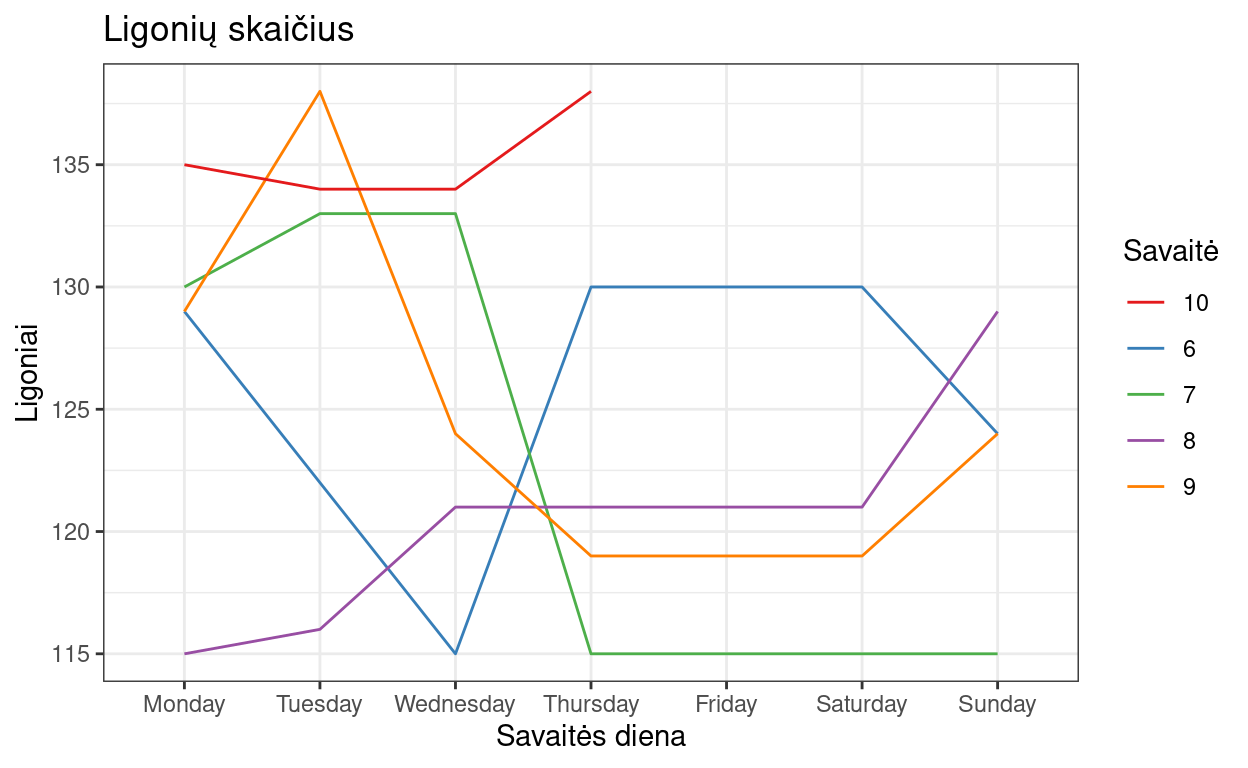 Ligonių skaičius
Ligoniai
135
130
125
120
115
Monday Tuesday Wednesday Thursday Friday Saturday Sunday
Savaitės diena
Savaitė
10
6
7
8
9